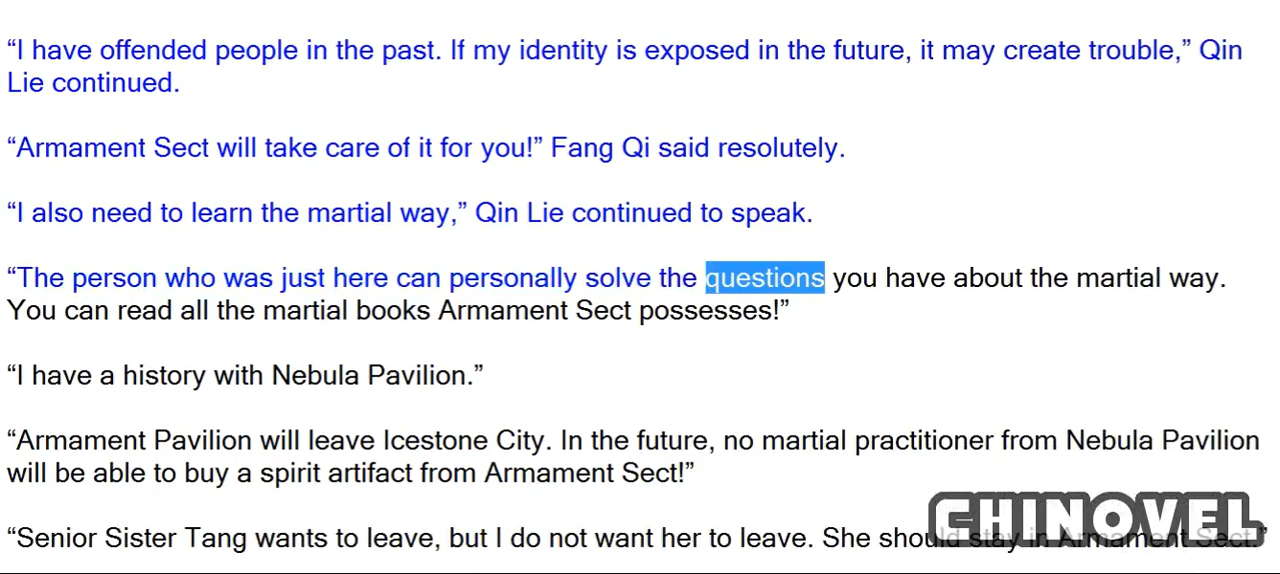 “I have offended people in the past. If my identity is exposed in the future, it may create trouble,” Qin
Lie continued.
“Armament Sect will take care of it for you!” Fang Qi said resolutely.
“I also need to learn the martial way,” Qin Lie continued to speak.
“The person who was just here can personally solve the questions you have about the martial way.
You can read all the martial books Armament Sect possesses!”
“I have a history with Nebula Pavilion.”
“Armament Pavilion will leave Icestone City. In the future, no martial practitioner from Nebula Pavilion
will be able to buy a spirit artifact from Armament Sect!”
“Senior Sister Tang wants to leave, but I do not want her to leave. She should stay in Armament Sect.”
CHINOVEL